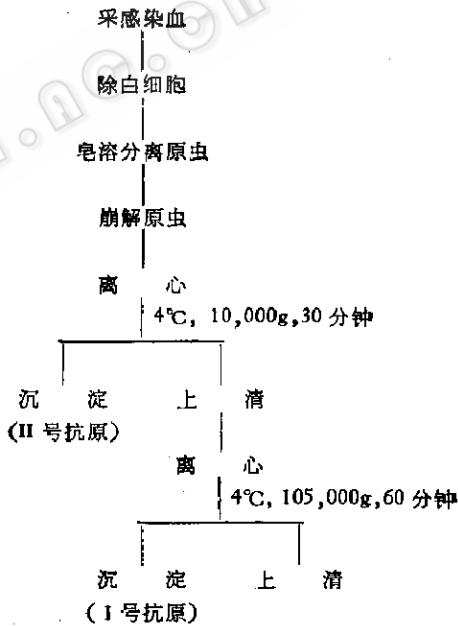 采感染血
除白细胞
皂溶分离原虫
崩解原虫
离 心
4℃, 10,000g,30 分钟
沉 淀 上 清
(II 号抗原)
离 心
4℃, 105,000g,60 分钟
沉 淀 上 清
(I 号抗原)